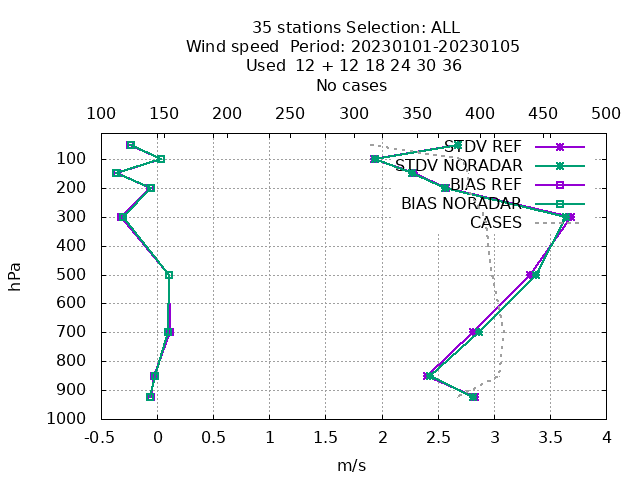 35 stations Selection: ALL
Wind speed  Period: 20230101-20230105
Used  12 + 12 18 24 30 36
No cases
100 150 200 250 300 350 400 450 500
STDV REF
STDV NORADAR
BIAS REF
BIAS NORADAR
CASES
100
200
300
400
500
600
700
800
900
1000
hPa
-0.5 0 0.5 1 1.5 2 2.5 3 3.5 4
m/s